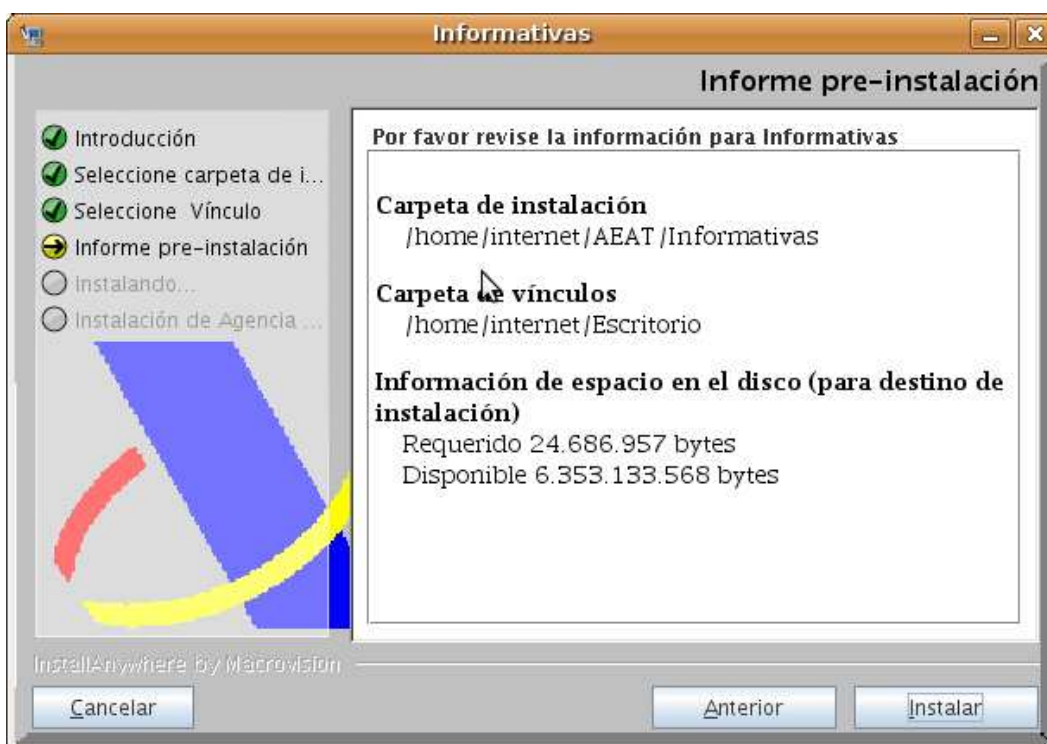 Informativas
Informe pre-instalación
Introducción
Seleccione carpeta de i...
Seleccione Vínculo
Informe pre-instalación
Instalando...
Instalación de Agencia ...
Por favor revise la información para Informativas
Carpeta de instalación
/home/internet/AEAT/Informativas
Carpeta de vínculos
/home/internet/Escritorio
Información de espacio en el disco (para destino de
instalación)
Requerido 24.686.957 bytes
Disponible 6.353.133.568 bytes
InstallAnywhere by Macrovision
Cancelar
Anterior
Instalar